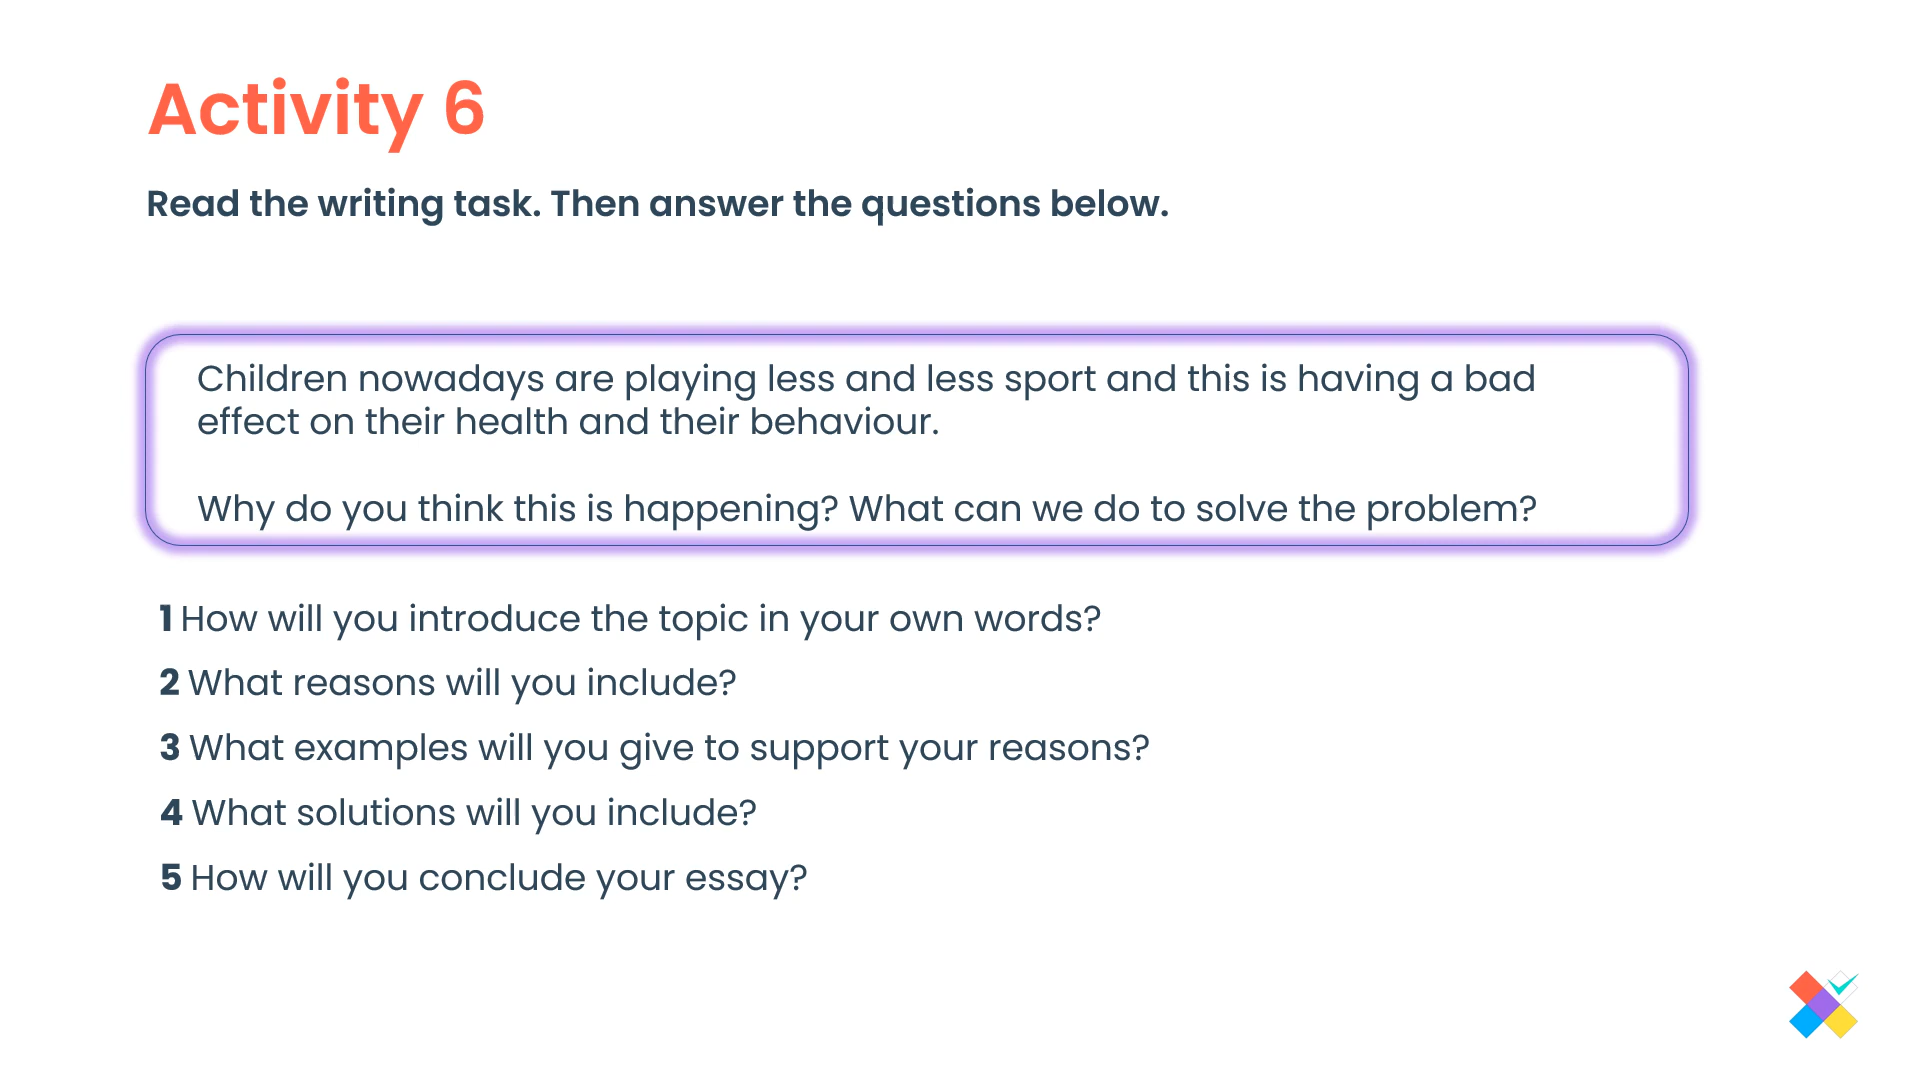 Activity 6
Read the writing task. Then answer the questions below.
Children nowadays are playing less and less sport and this is having a bad
effect on their health and their behaviour.
Why do you think this is happening? What can we do to solve the problem?
1 How will you introduce the topic in your own words?
2 What reasons will you include?
3 What examples will you give to support your reasons?
4 What solutions will you include?
5 How will you conclude your essay?